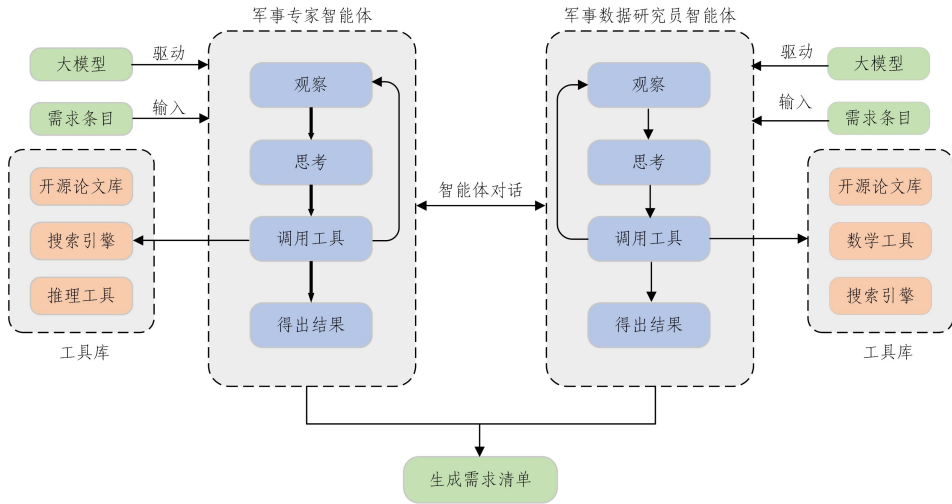 军事专家智能体
军事数据研究员智能体
大模型
驱动
需求条目
输入
开源论文库
搜索引擎
推理工具
工具库
观察
思考
调用工具
得出结果
智能体对话
观察
思考
调用工具
得出结果
驱动
大模型
输入
需求条目
开源论文库
数学工具
搜索引擎
工具库
生成需求清单